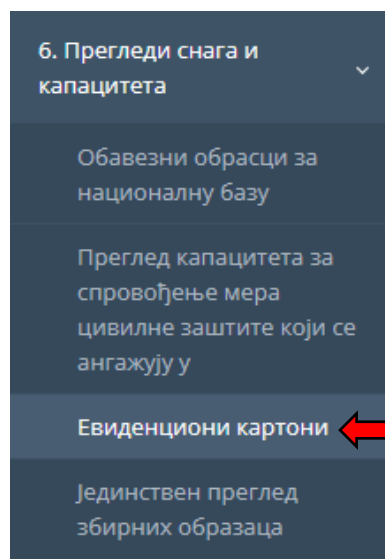 6. Прегледи снага и
капацитета
Обавезни обрасци за
националну базу
Преглед капацитета за
спровођење мера
цивилне заштите који се
ангажују у
Евиденциони картони
Јединствен преглед
збирних образаца